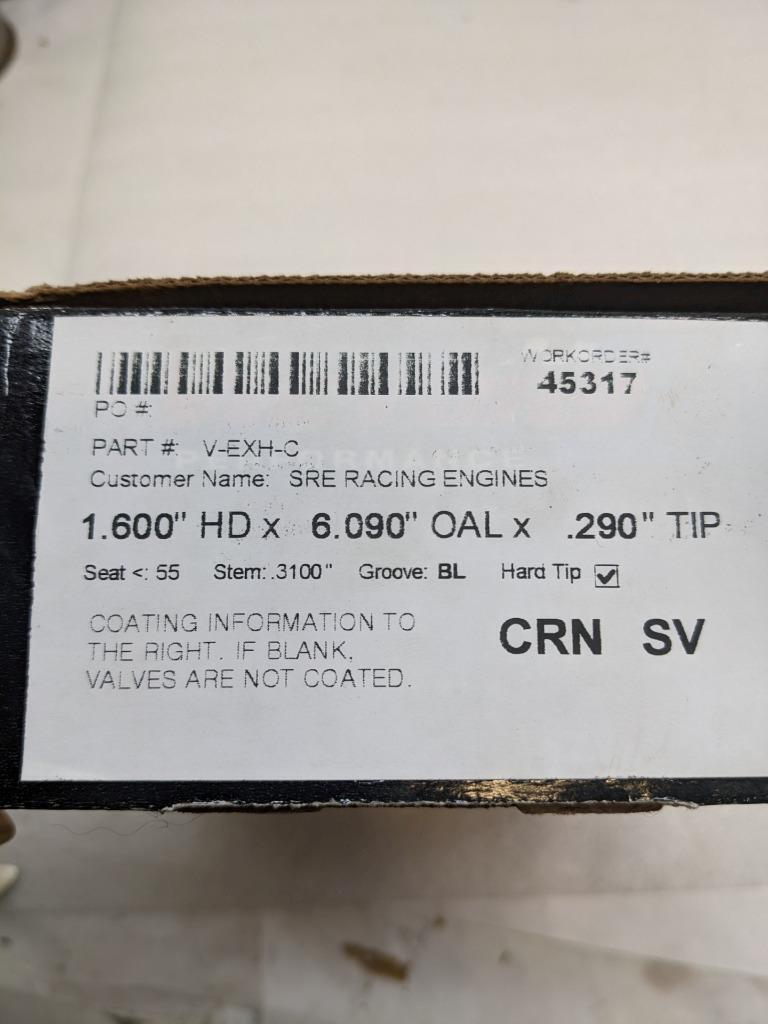 WORKORDER#
45317
PO #:
PART #: V-EXH-C
PERFORMANCE
Customer Name: SRE RACING ENGINES
1.600" HD x 6.090" OAL x .290" TIP
Seat <: 55 Stem: .3100" Groove: BL Hard Tip ☑
COATING INFORMATION TO
THE RIGHT. IF BLANK,
VALVES ARE NOT COATED.
CRN SV